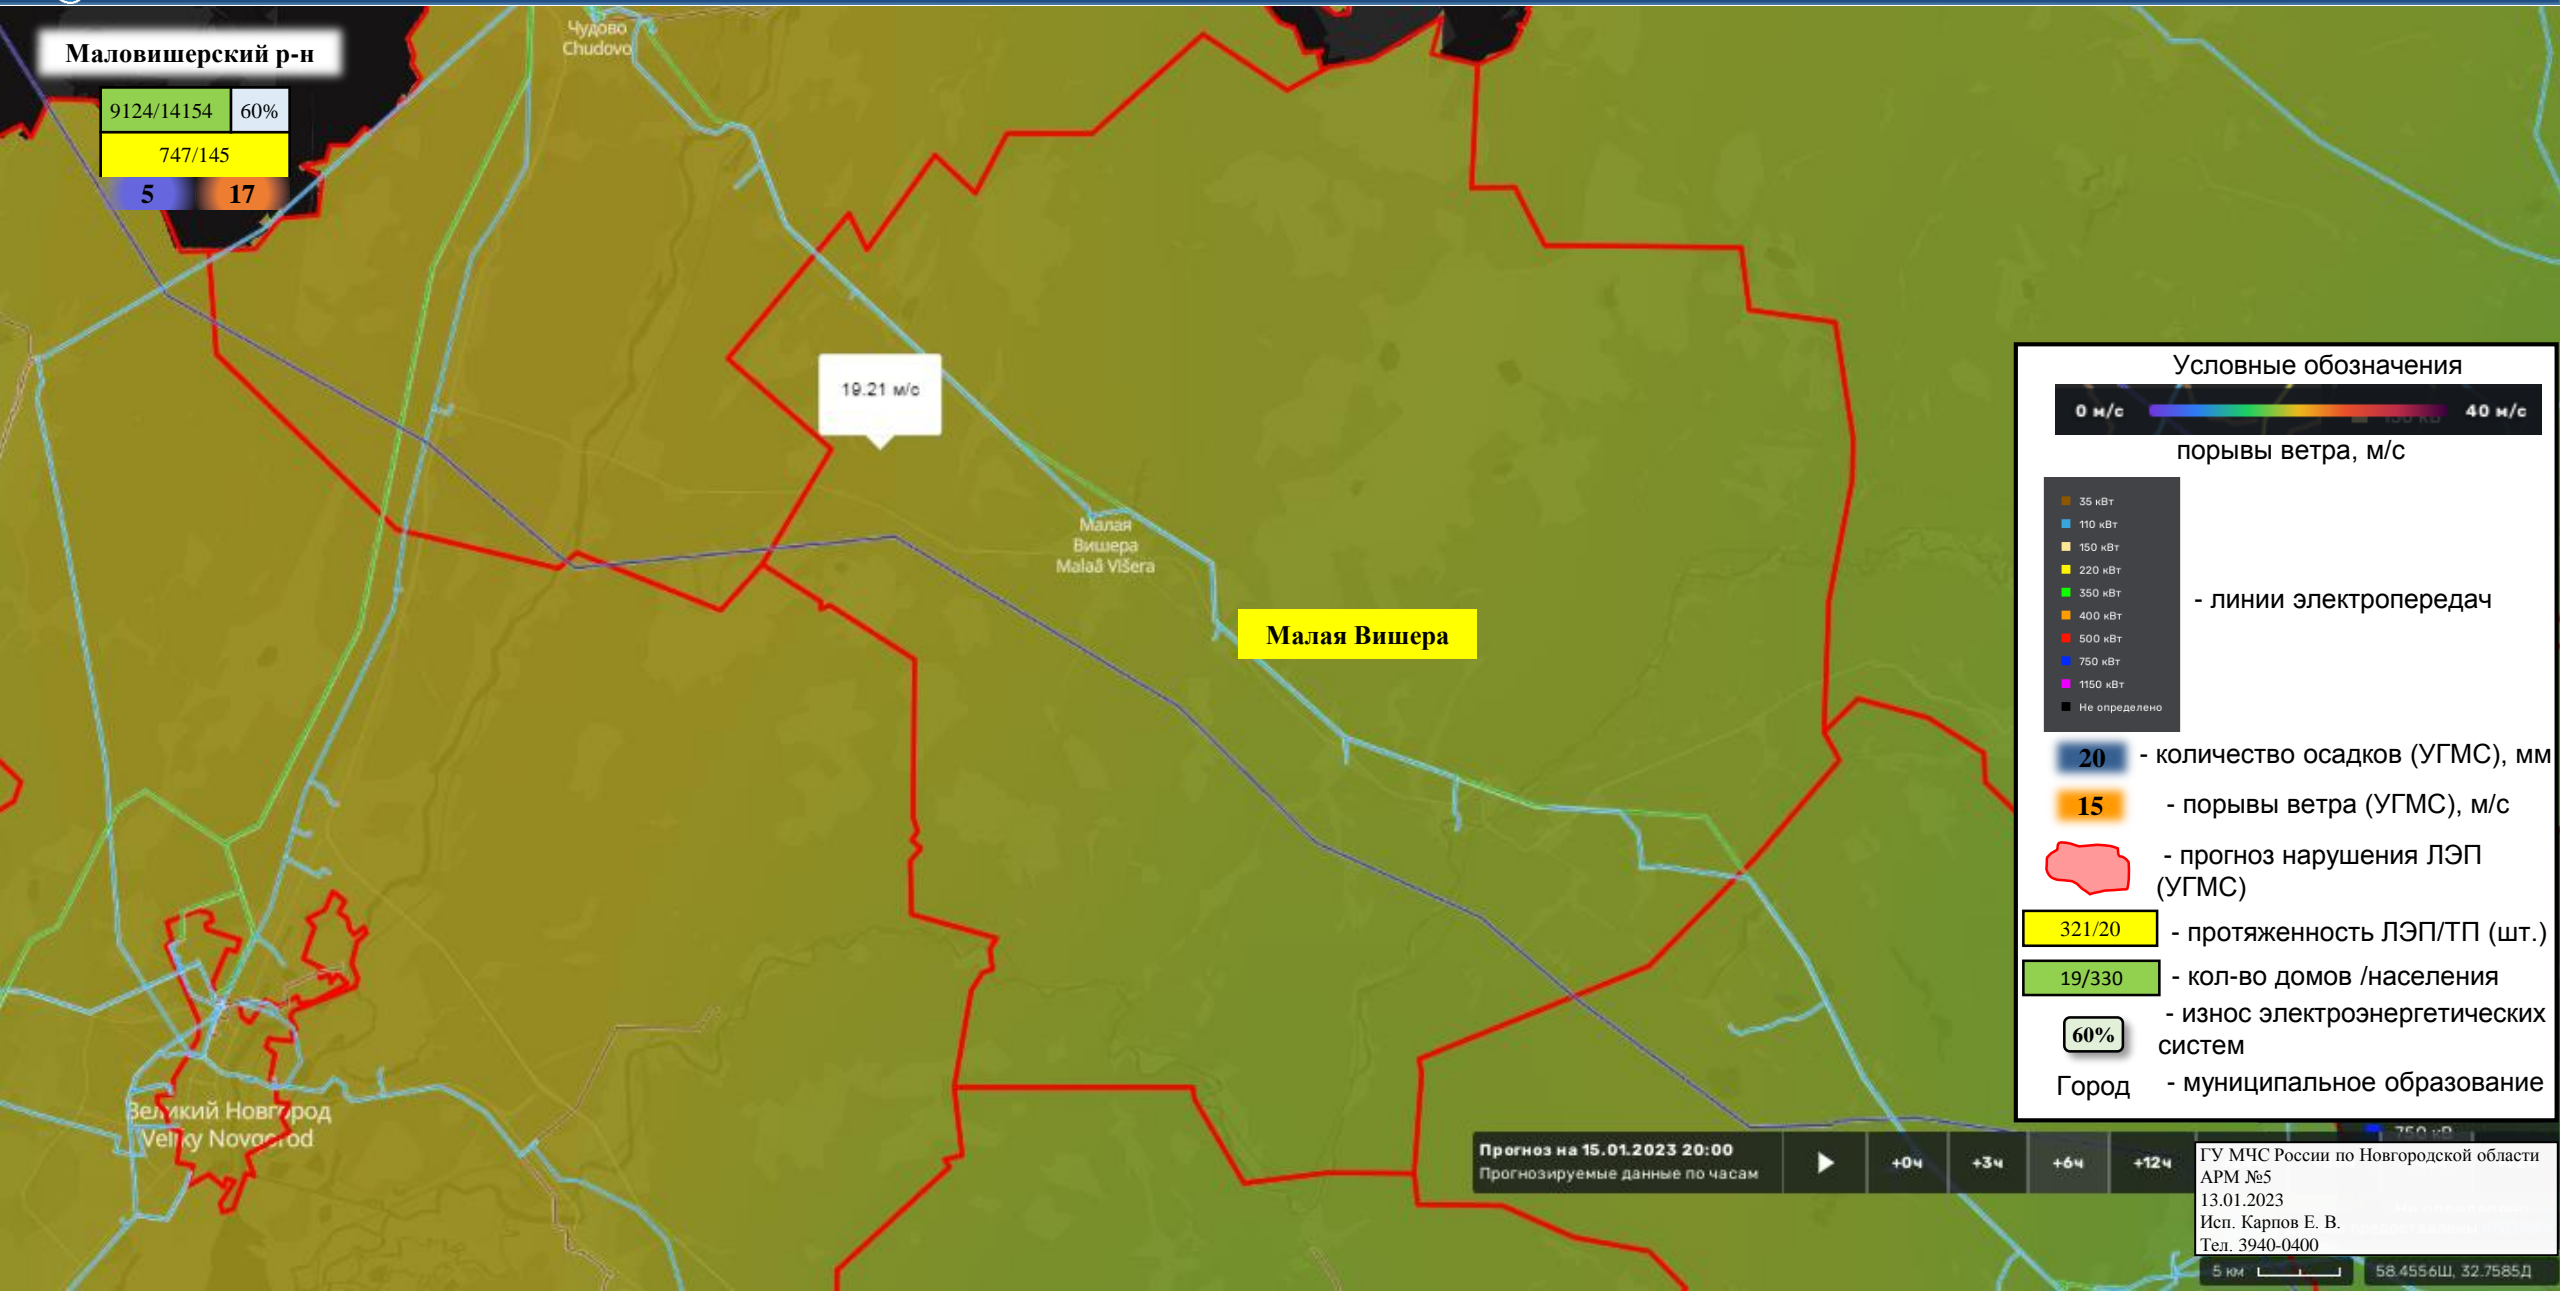 Маловишерский р-н
9124/14154 60%
747/145
5 17
Чудово
Chudovo
19.21 м/с
Малая
Вишера
Malaâ Višera
Малая Вишера
Великий Новгород
Veliky Novgorod
Условные обозначения
0 м/с 40 м/с
порывы ветра, м/с
35 кВт
110 кВт
150 кВт
220 кВт
350 кВт
400 кВт
500 кВт
750 кВт
1150 кВт
Не определено
- линии электропередач
20 - количество осадков (УГМС), мм
15 - порывы ветра (УГМС), м/с
- прогноз нарушения ЛЭП
(УГМС)
321/20 - протяженность ЛЭП/ТП (шт.)
19/330 - кол-во домов /населения
60% - износ электроэнергетических
систем
Город - муниципальное образование
750 кВ
Прогноз на 15.01.2023 20:00
Прогнозируемые данные по часам
+0ч +3ч +6ч +12ч
ГУ МЧС России по Новгородской области
АРМ №5
13.01.2023
Исп. Карпов Е. В.
Тел. 3940-0400
5 км
58.4556Ш, 32.7585Д